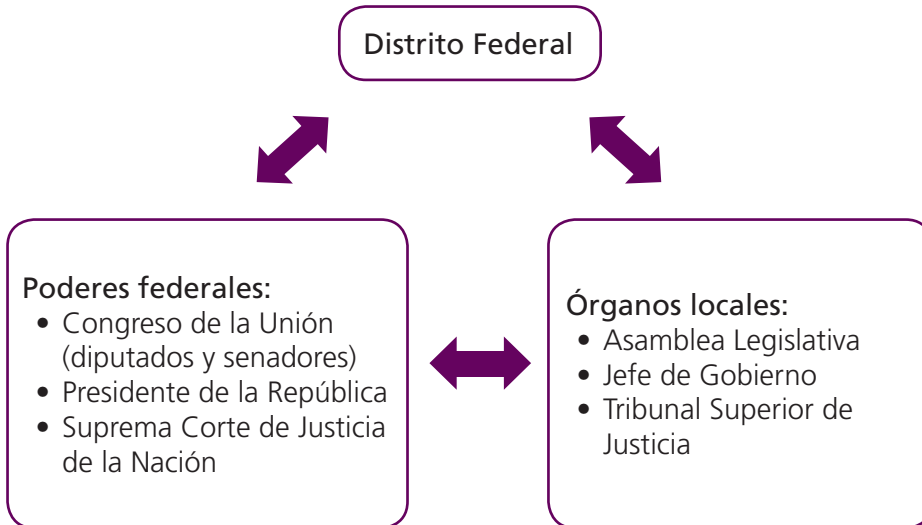 Distrito Federal
Poderes federales:
• Congreso de la Unión
(diputados y senadores)
• Presidente de la República
• Suprema Corte de Justicia
de la Nación
Órganos locales:
• Asamblea Legislativa
• Jefe de Gobierno
• Tribunal Superior de
Justicia